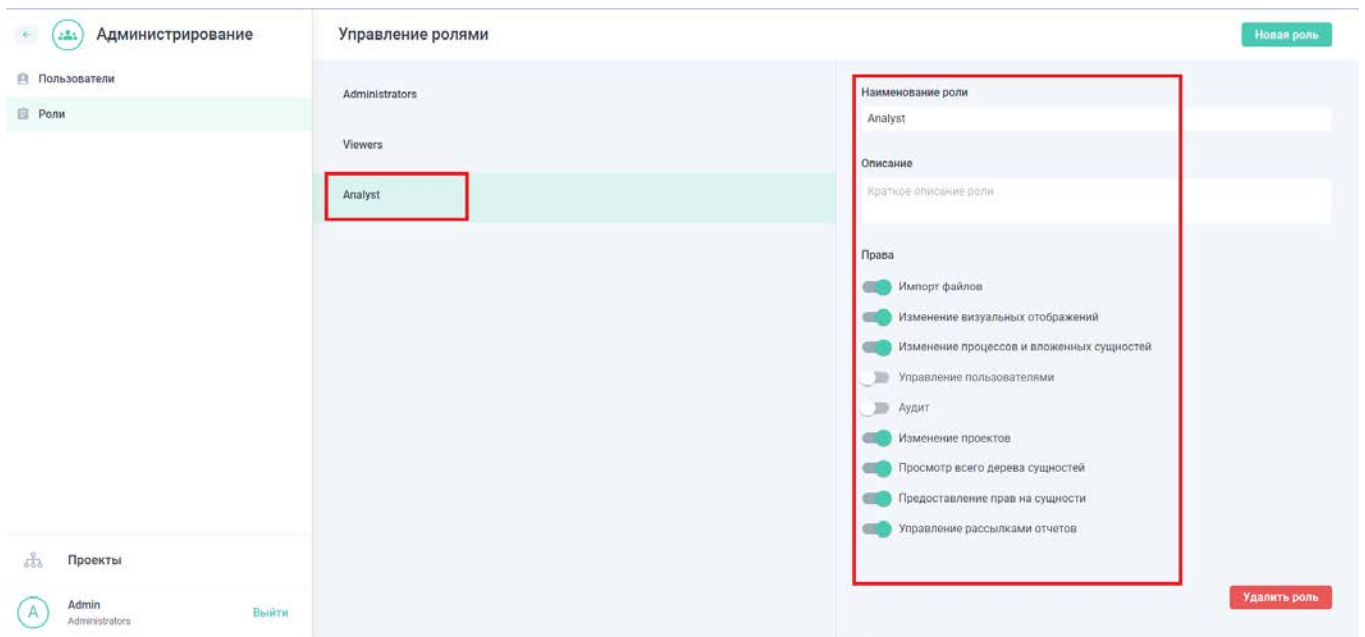 Администрирование
Управление ролями
Новая роль
Пользователи
Роли
Administrators
Viewers
Analyst
Наименование роли
Analyst
Описание
Краткое описание роли
Права
Импорт файлов
Изменение визуальных отображений
Изменение процессов и вложенных сущностей
Управление пользователями
Аудит
Изменение проектов
Просмотр всего дерева сущностей
Предоставление прав на сущности
Управление рассылками отчетов
Удалить роль
Проекты
A
Admin
Administrators
Выйти